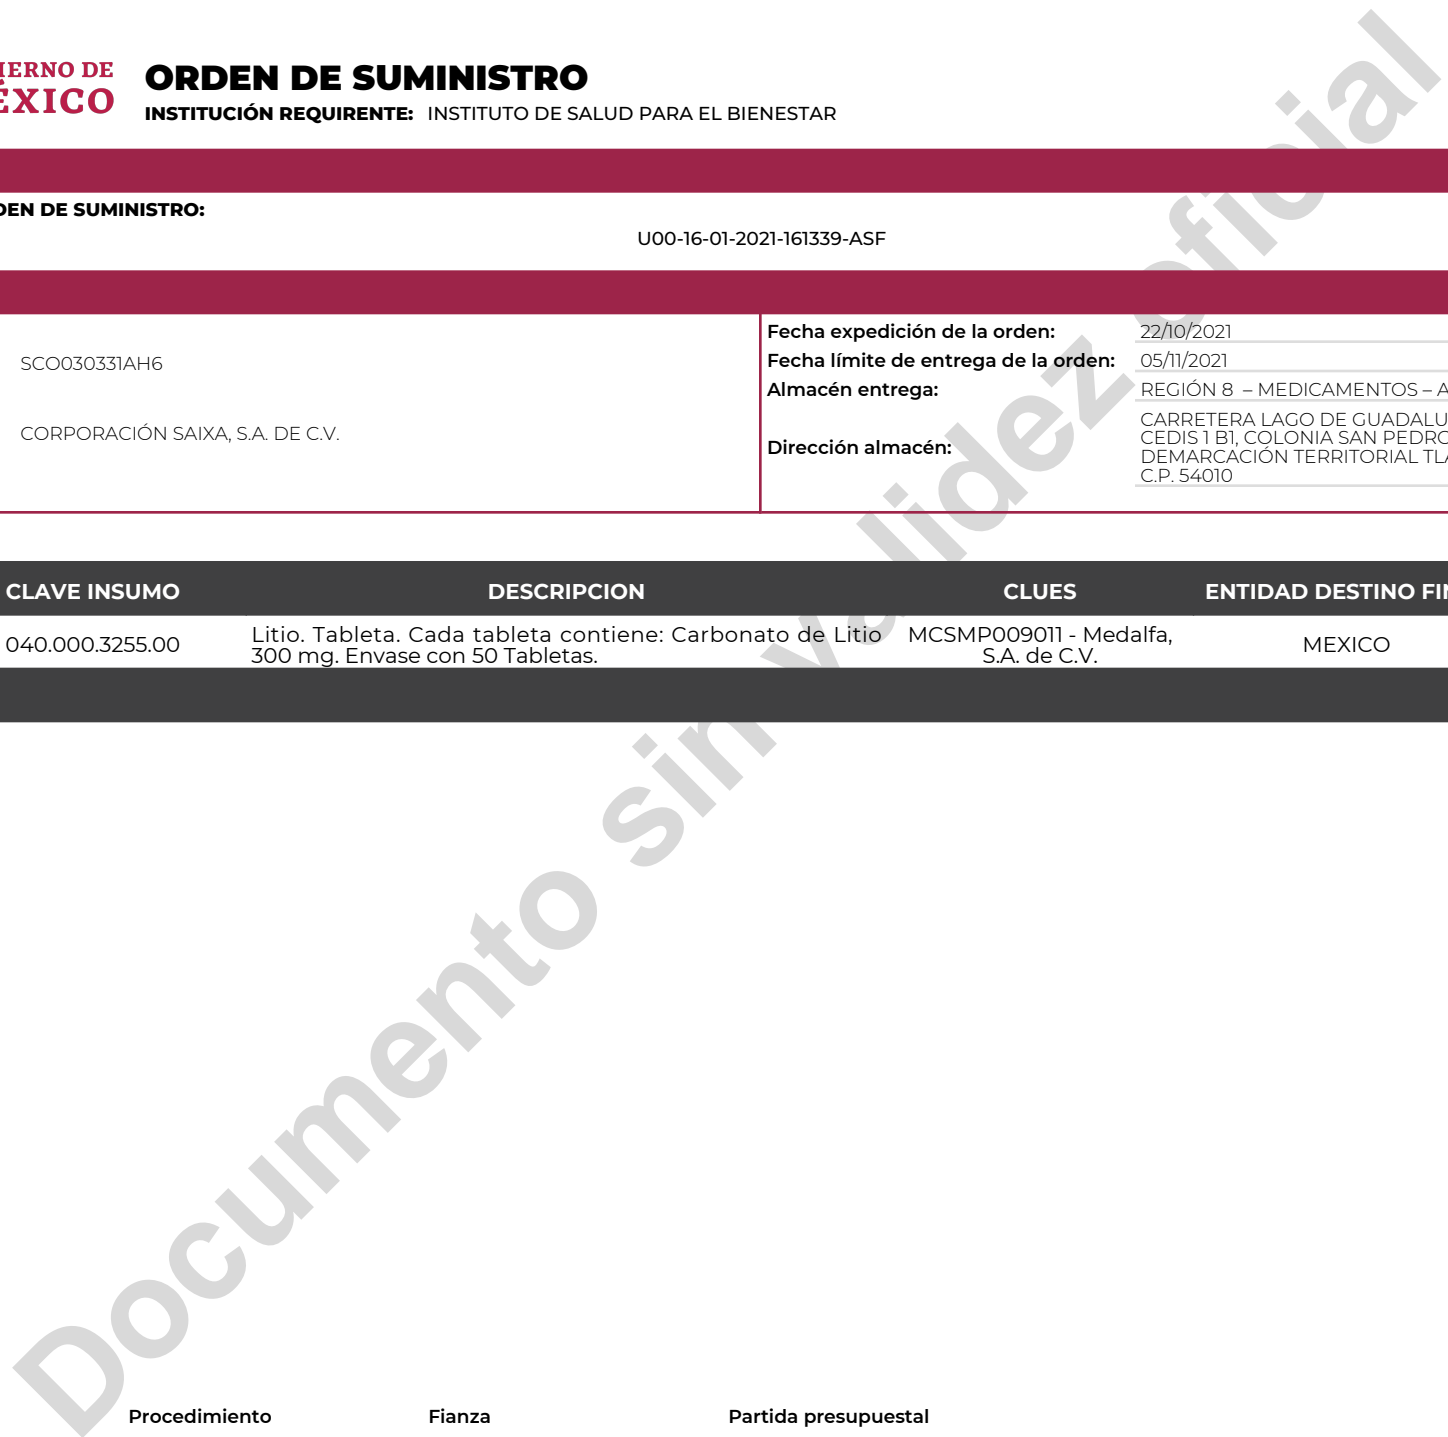 IERNO DE
ÉXICO
ORDEN DE SUMINISTRO
INSTITUCIÓN REQUIRENTE: INSTITUTO DE SALUD PARA EL BIENESTAR
DEN DE SUMINISTRO:
U00-16-01-2021-161339-ASF
SCO030331AH6
CORPORACIÓN SAIXA, S.A. DE C.V.
Fecha expedición de la orden: 22/10/2021
Fecha límite de entrega de la orden: 05/11/2021
Almacén entrega: REGIÓN 8 – MEDICAMENTOS – A
Dirección almacén:
CARRETERA LAGO DE GUADALU
CEDIS 1 B1, COLONIA SAN PEDRO
DEMARCACIÓN TERRITORIAL TLA
C.P. 54010
CLAVE INSUMO DESCRIPCION CLUES ENTIDAD DESTINO FIN
040.000.3255.00
Litio. Tableta. Cada tableta contiene: Carbonato de Litio
300 mg. Envase con 50 Tabletas.
MCSMP009011 - Medalfa,
S.A. de C.V.
MEXICO
Documento sin validez oficial
Procedimiento Fianza Partida presupuestal